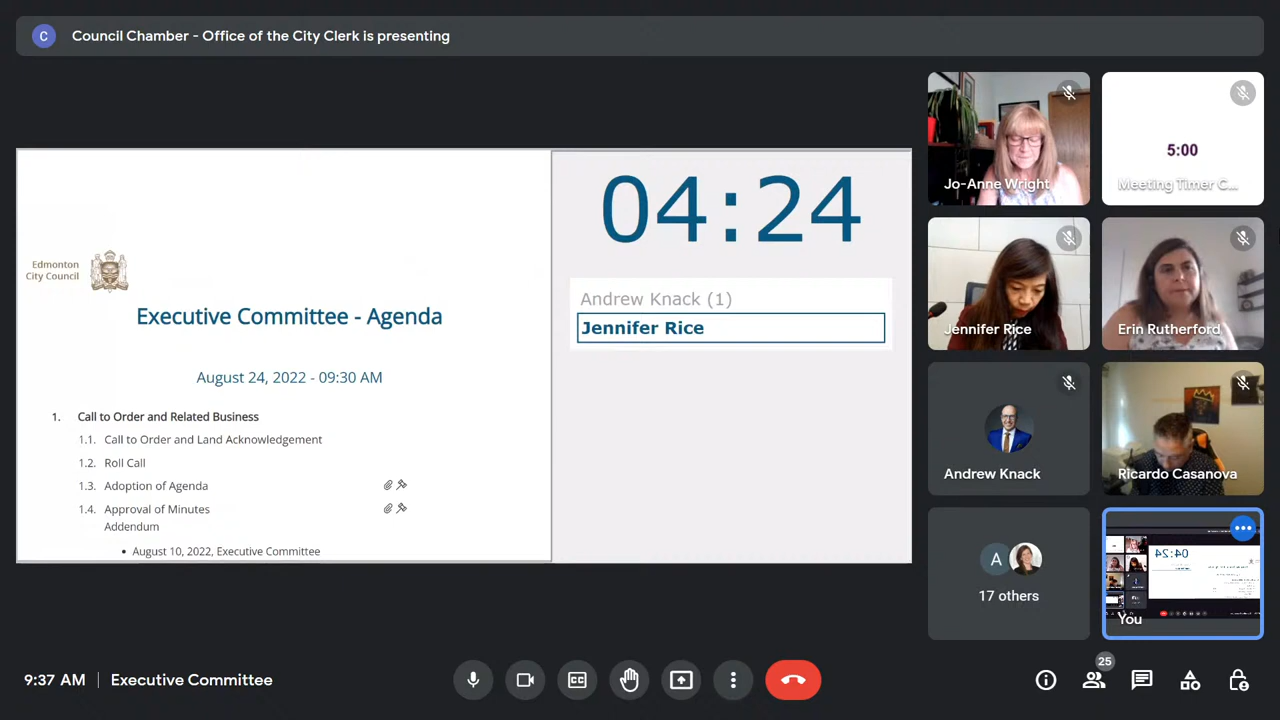 C
Council Chamber - Office of the City Clerk is presenting
Edmonton
City Council
Executive Committee - Agenda
August 24, 2022 - 09:30 AM
1. Call to Order and Related Business
1.1. Call to Order and Land Acknowledgement
1.2. Roll Call
1.3. Adoption of Agenda
1.4. Approval of Minutes
Addendum
• August 10, 2022, Executive Committee
04:24
Andrew Knack (1)
Jennifer Rice
Jo-Anne Wright
5:00
Meeting Timer C...
Jennifer Rice
Erin Rutherford
Andrew Knack
Ricardo Casanova
A
17 others
04:24
You
9:37 AM | Executive Committee
25